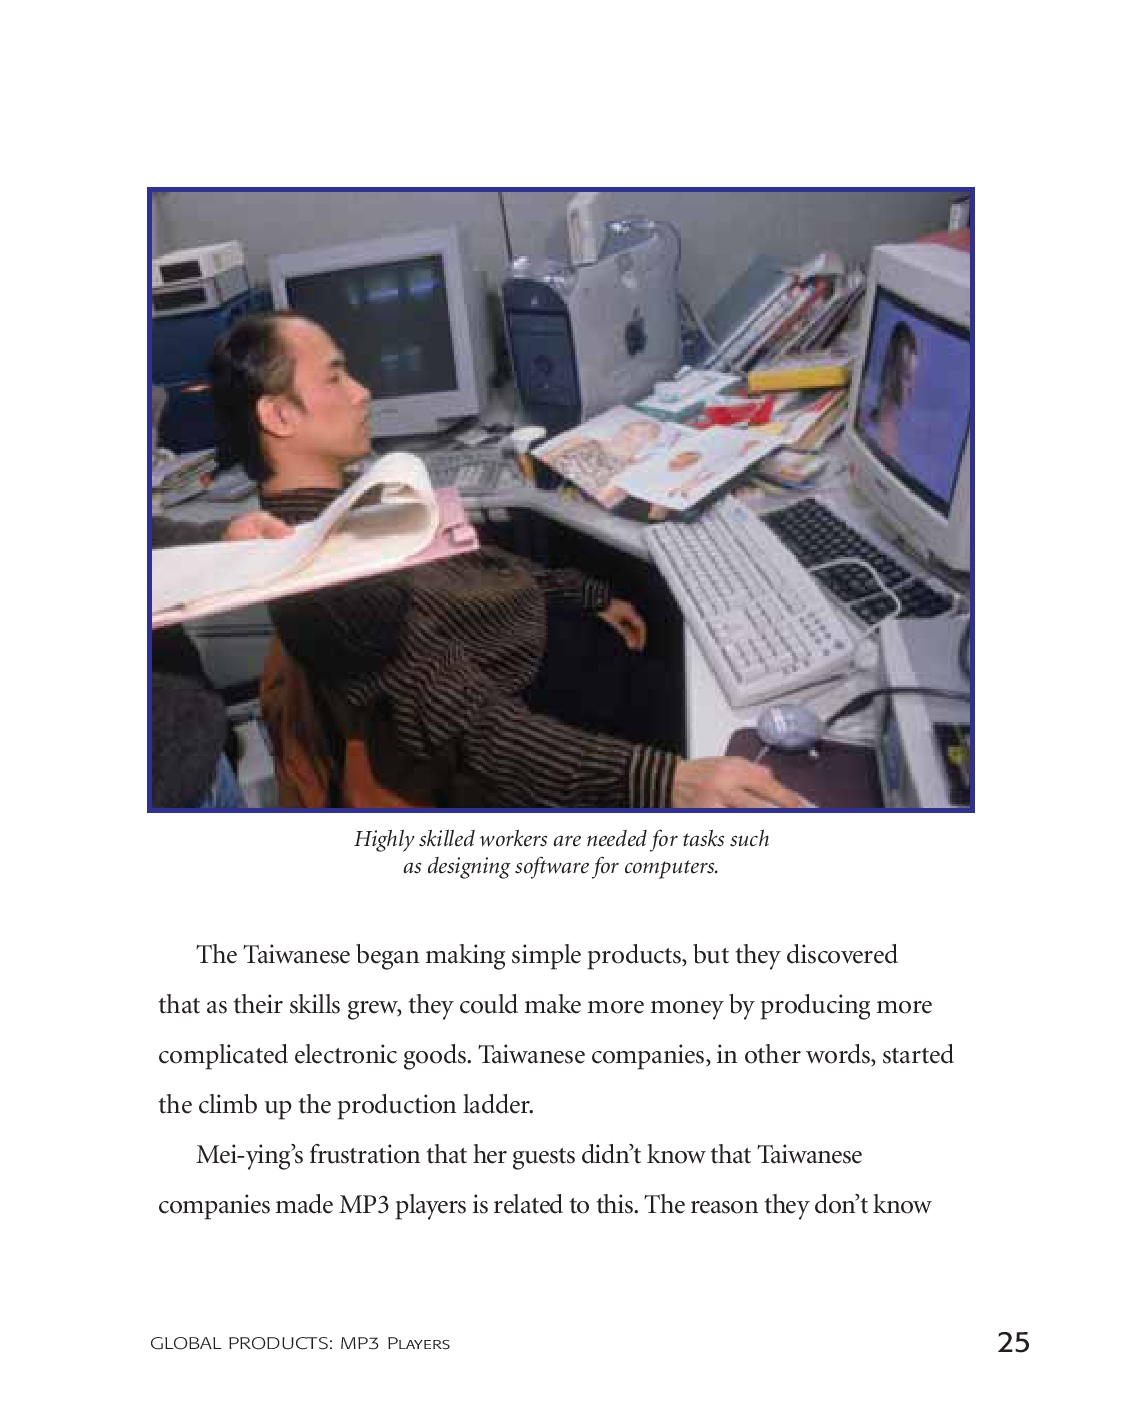 Highly skilled workers are needed for tasks such
as designing software for computers.
The Taiwanese began making simple products, but they discovered
that as their skills grew, they could make more money by producing more
complicated electronic goods. Taiwanese companies, in other words, started
the climb up the production ladder.
Mei-ying’s frustration that her guests didn’t know that Taiwanese
companies made MP3 players is related to this. The reason they don’t know
GLOBAL PRODUCTS: MP3 PLAYERS
25